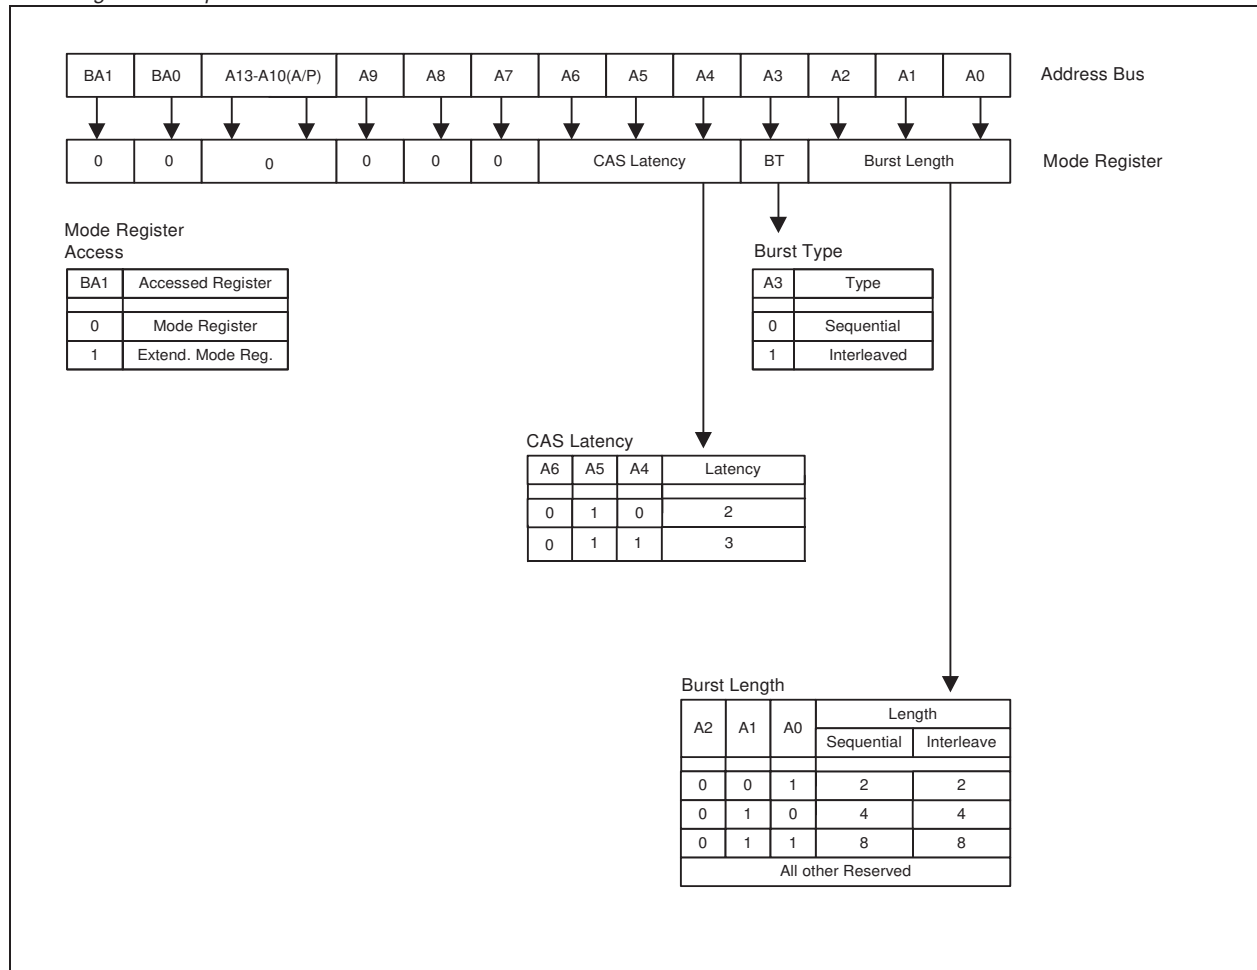 BA1 BA0 A13-A10(A/P) A9 A8 A7 A6 A5 A4 A3 A2 A1 A0 Address Bus
0 0 0 0 0 0 CAS Latency BT Burst Length Mode Register
Mode Register
Access
BA1 Accessed Register
0 Mode Register
1 Extend. Mode Reg.
Burst Type
A3 Type
0 Sequential
1 Interleaved
CAS Latency
A6 A5 A4 Latency
0 1 0 2
0 1 1 3
Burst Length
A2 A1 A0 Length
Sequential Interleave
0 0 1 2 2
0 1 0 4 4
0 1 1 8 8
All other Reserved